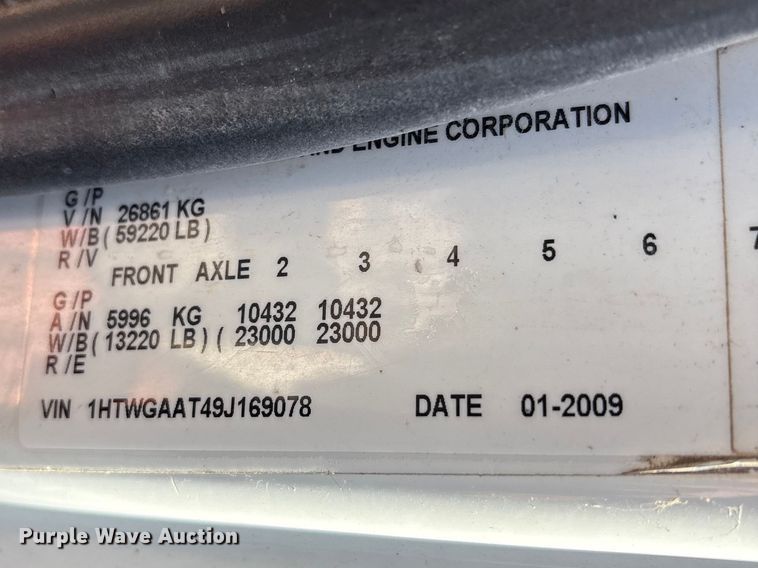 ENGINE CORPORATION
G/P
V/N 26861 KG
W/B (59220 LB)
R/V
FRONT AXLE 2 3 4 5 6 7
G/P
A/N 5996 KG 10432 10432
W/B (13220 LB) (23000 23000
R/E
VIN 1HTWGAAT49J169078 DATE 01-2009
Purple Wave Auction